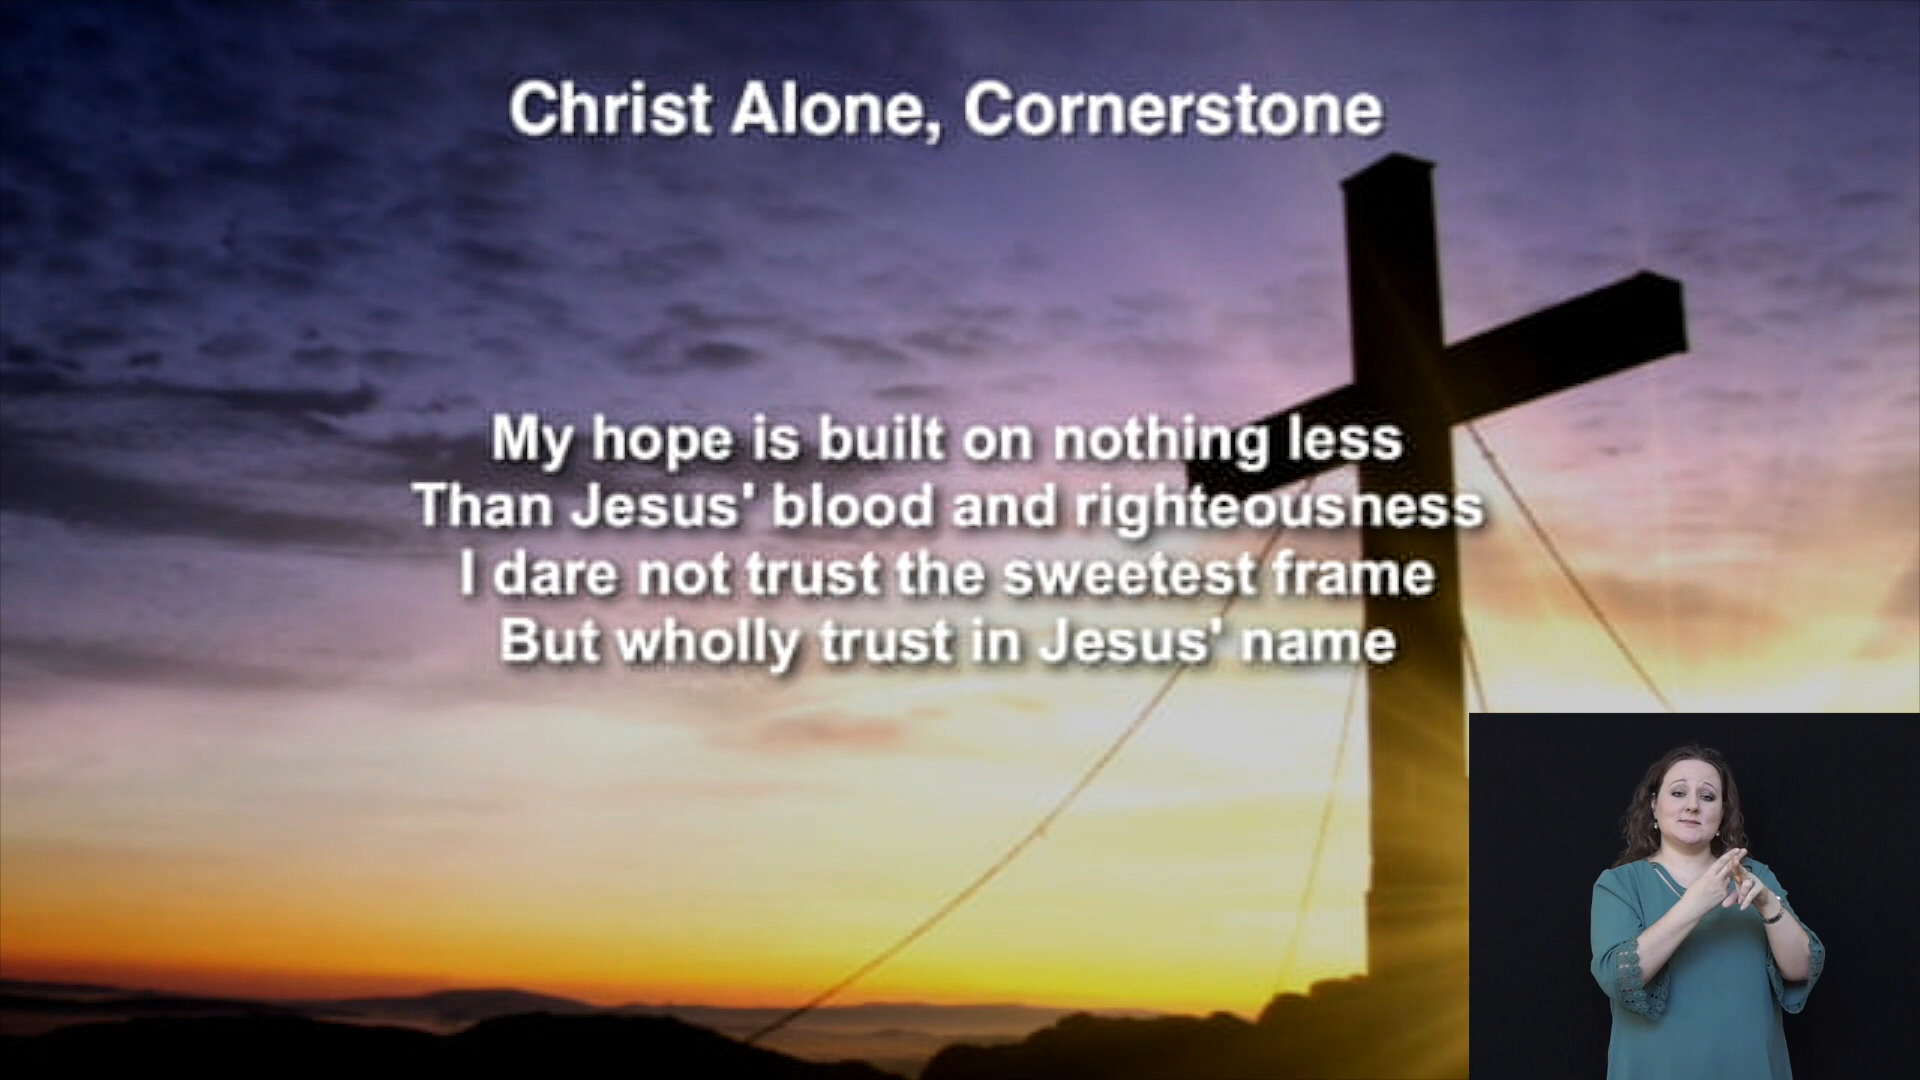 Christ Alone, Cornerstone
My hope is built on nothing less
Than Jesus' blood and righteousness
I dare not trust the sweetest frame
But wholly trust in Jesus' name